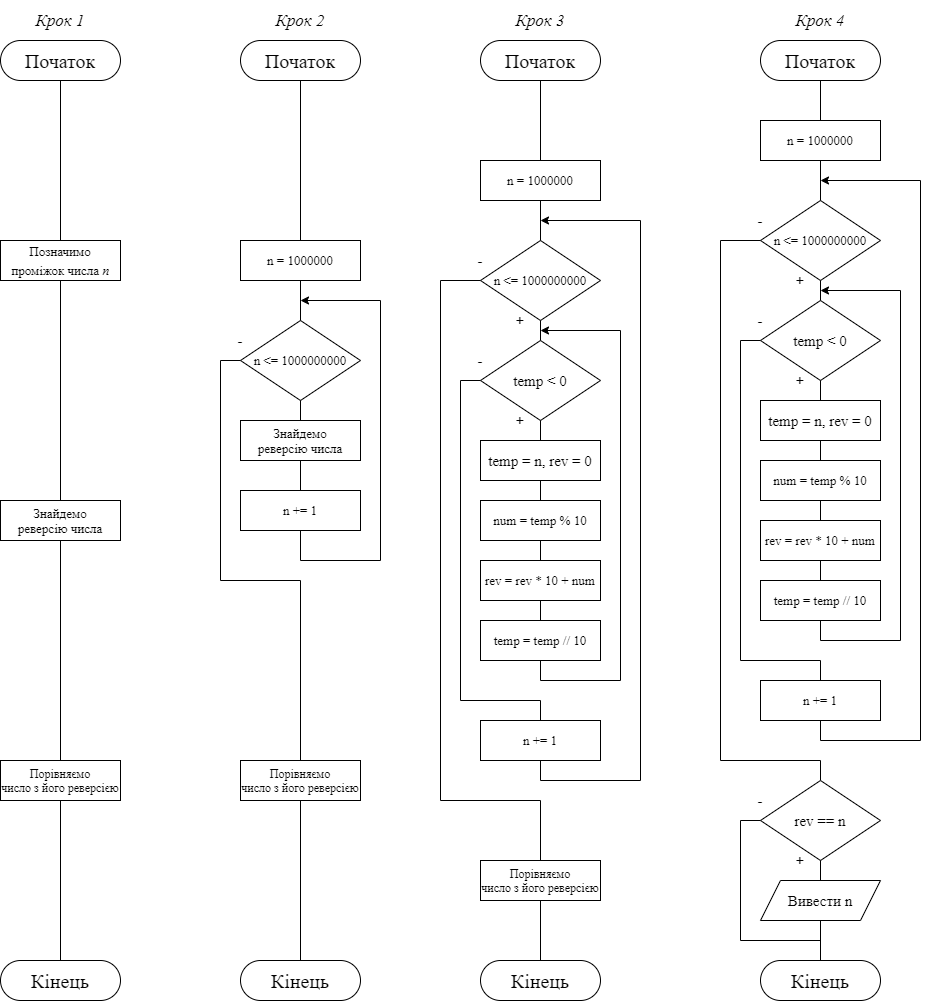 Крок 1
Початок
Позначимо
проміжок числа n
Знайдемо
реверсію числа
Порівняємо
число з його реверсією
Кінець
Крок 2
Початок
n = 1000000
-
n <= 1000000000
Знайдемо
реверсію числа
n += 1
Порівняємо
число з його реверсією
Кінець
Крок 3
Початок
n = 1000000
-
n <= 1000000000
+
-
temp < 0
+
temp = n, rev = 0
num = temp % 10
rev = rev * 10 + num
temp = temp // 10
n += 1
Порівняємо
число з його реверсією
Кінець
Крок 4
Початок
n = 1000000
-
n <= 1000000000
+
-
temp < 0
+
temp = n, rev = 0
num = temp % 10
rev = rev * 10 + num
temp = temp // 10
n += 1
-
rev == n
+
Вивести n
Кінець